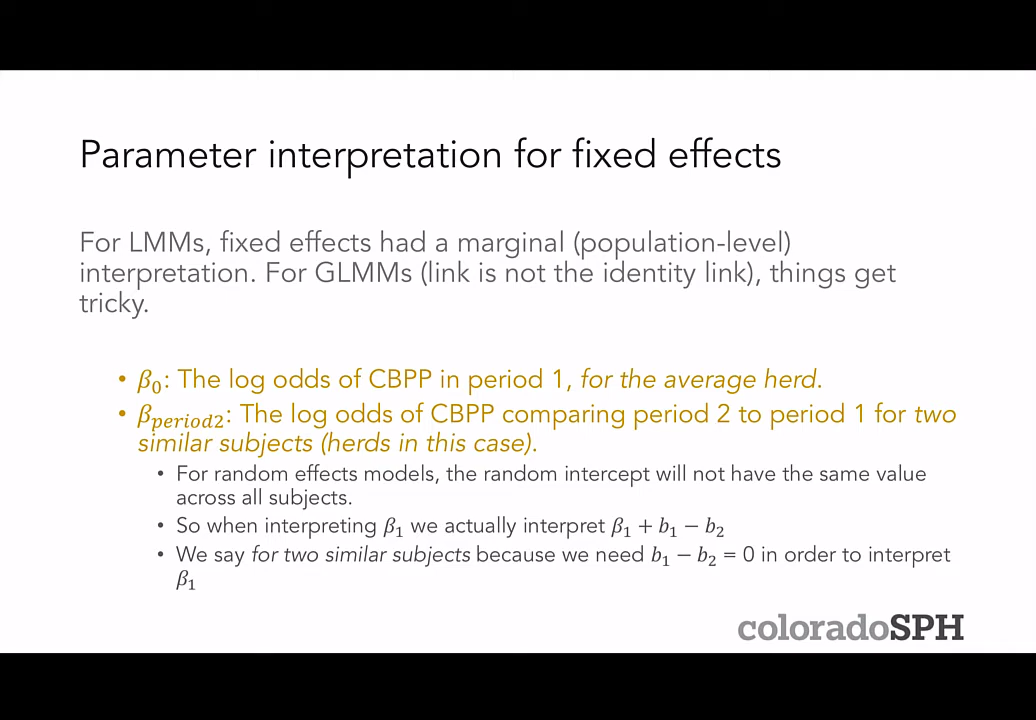 Parameter interpretation for fixed effects
For LMMs, fixed effects had a marginal (population-level)
interpretation. For GLMMs (link is not the identity link), things get
tricky.
• β₀: The log odds of CBPP in period 1, for the average herd.
• β_period2: The log odds of CBPP comparing period 2 to period 1 for two
similar subjects (herds in this case).
• For random effects models, the random intercept will not have the same value
across all subjects.
• So when interpreting β₁ we actually interpret β₁ + b₁ − b₂
• We say for two similar subjects because we need b₁ − b₂ = 0 in order to interpret
β₁
coloradoSPH